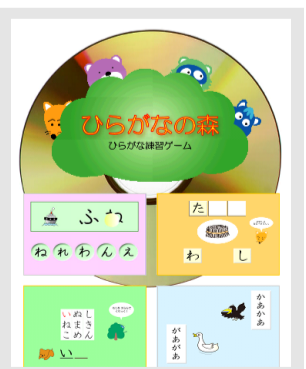 ひらがなの森
ひらがな練習ゲーム
ふね
ねれわんえ
た
わ し
いぬし
ねまき
こめん
い
かあかあ
があがあ